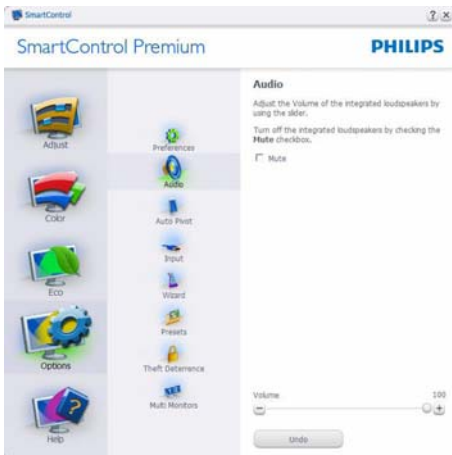 SmartControl
? x
SmartControl Premium
PHILIPS
Adjust
Color
Eco
Options
Help
Preferences
Audio
Auto Pivot
Input
Wizard
Presets
Theft Deterrence
Multi Monitors
Audio
Adjust the Volume of the integrated loudspeakers by
using the slider.
Turn off the integrated loudspeakers by checking the
Mute checkbox.
Mute
Volume 100
Undo